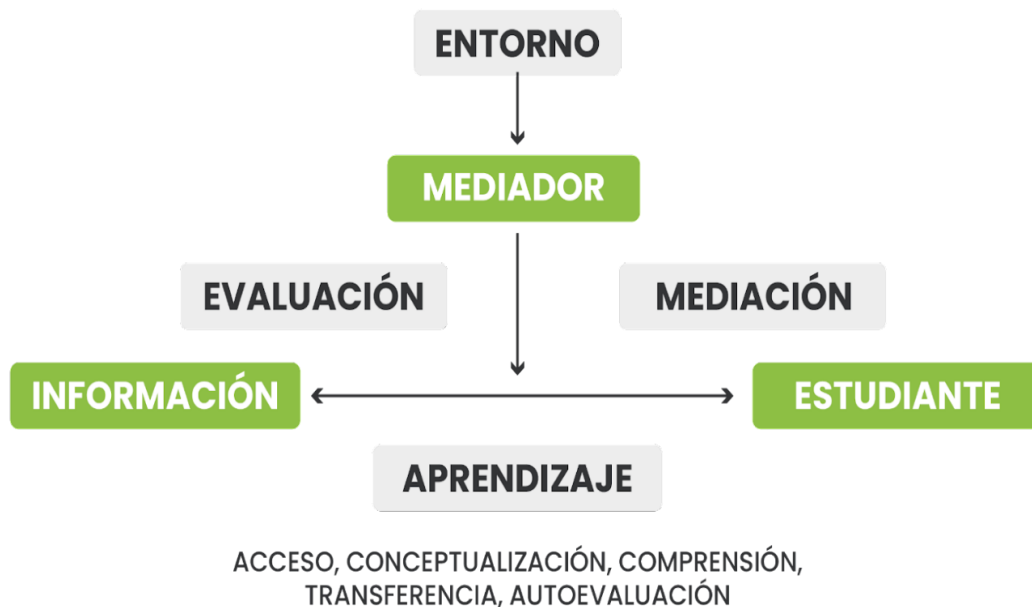 ENTORNO
MEDIADOR
EVALUACIÓN
MEDIACIÓN
INFORMACIÓN
ESTUDIANTE
APRENDIZAJE
ACCESO, CONCEPTUALIZACIÓN, COMPRENSIÓN,
TRANSFERENCIA, AUTOEVALUACIÓN